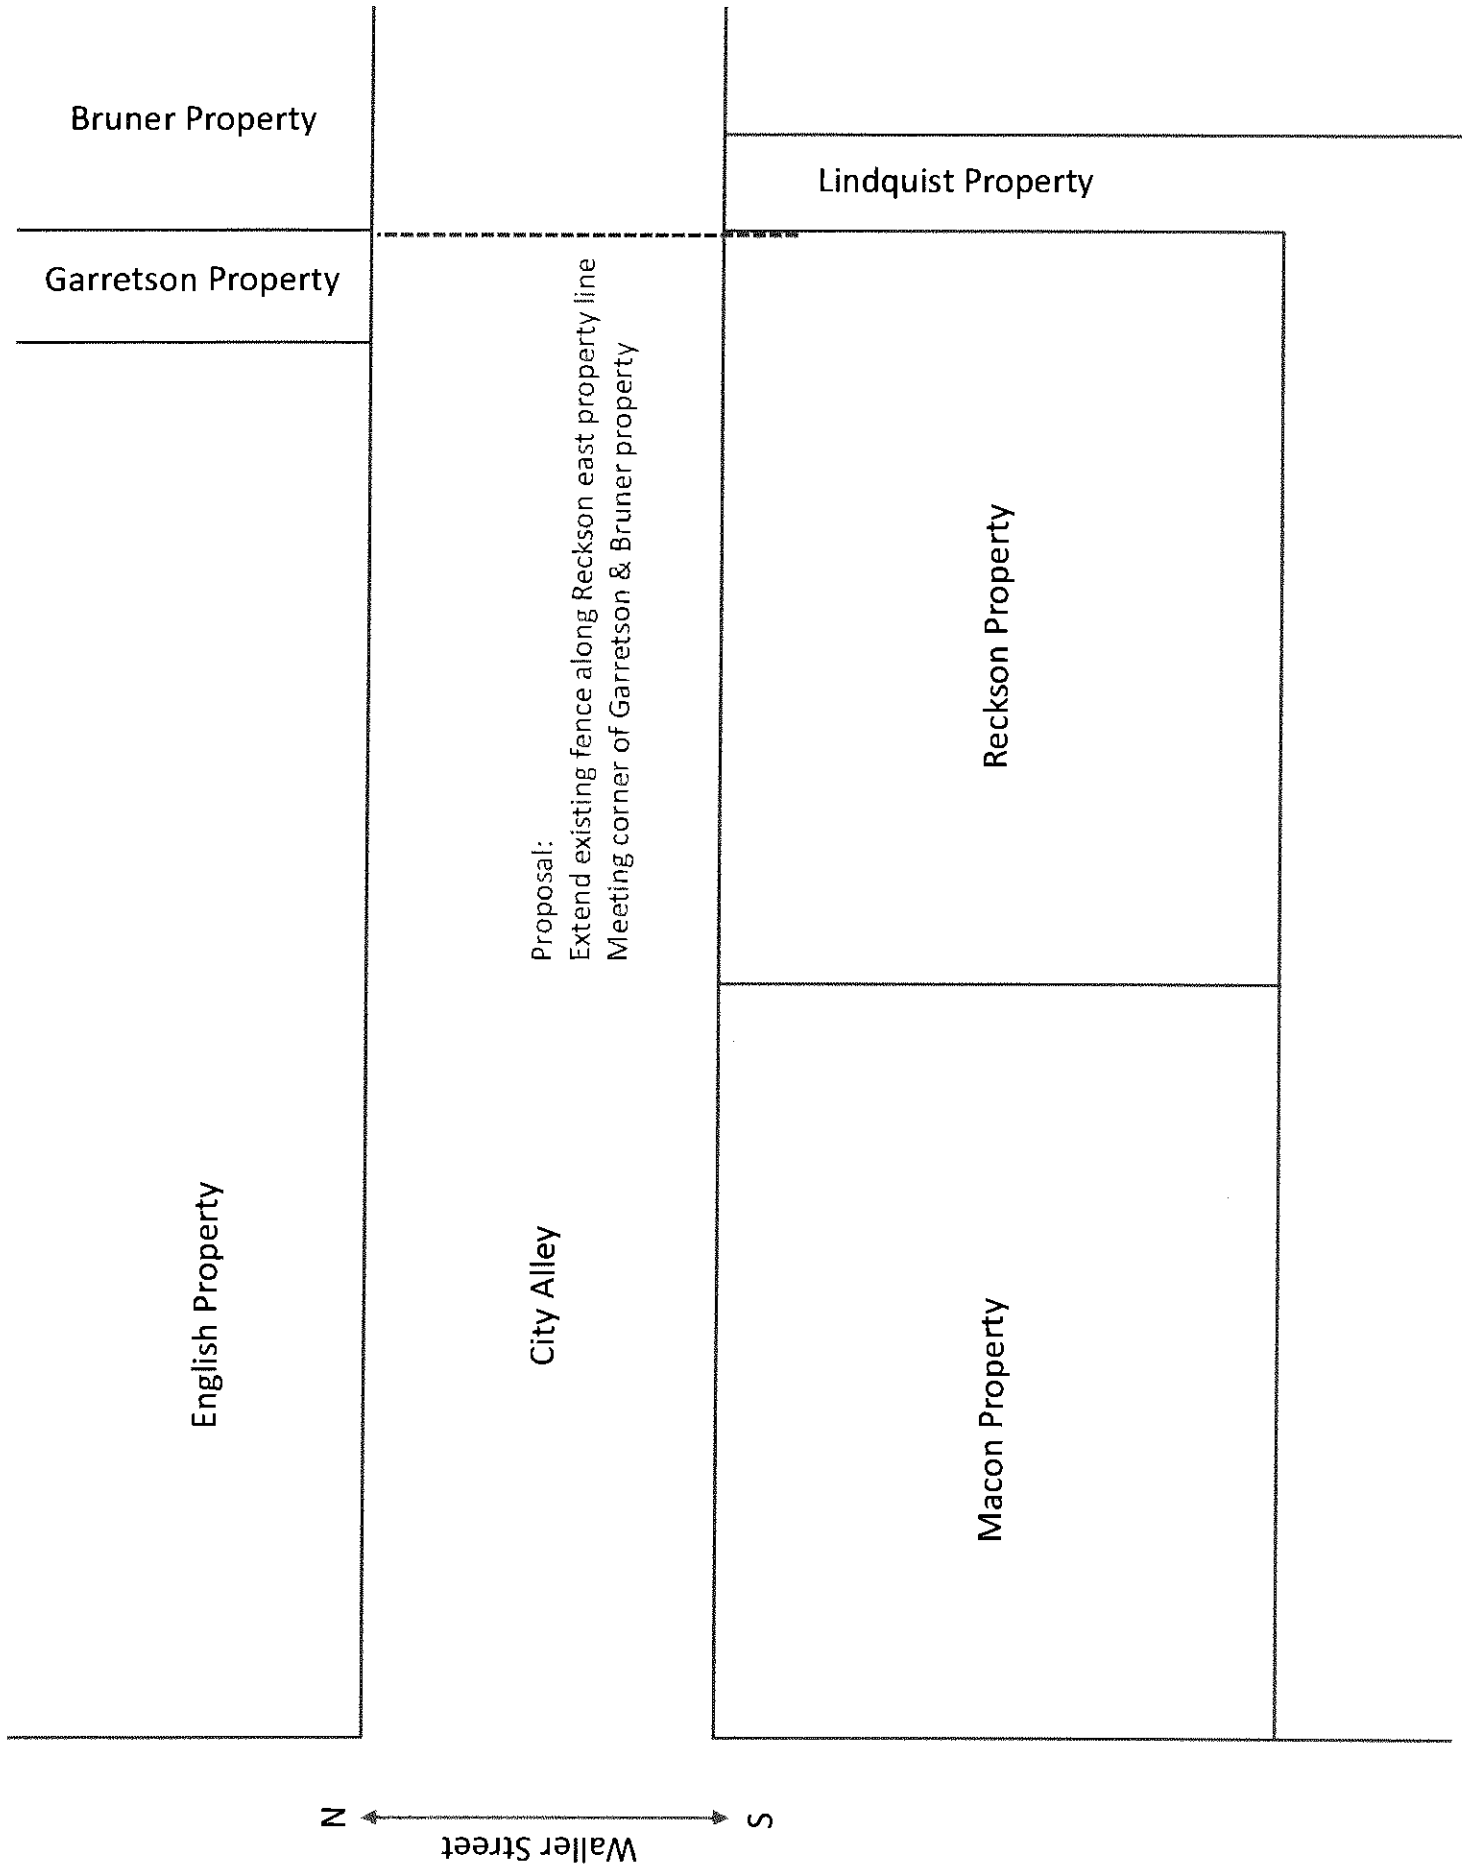 Bruner Property
Lindquist Property
Garretson Property
Proposal:
Extend existing fence along Reckson east property line
Meeting corner of Garretson & Bruner property
Reckson Property
English Property
City Alley
Macon Property
N
S
Waller Street